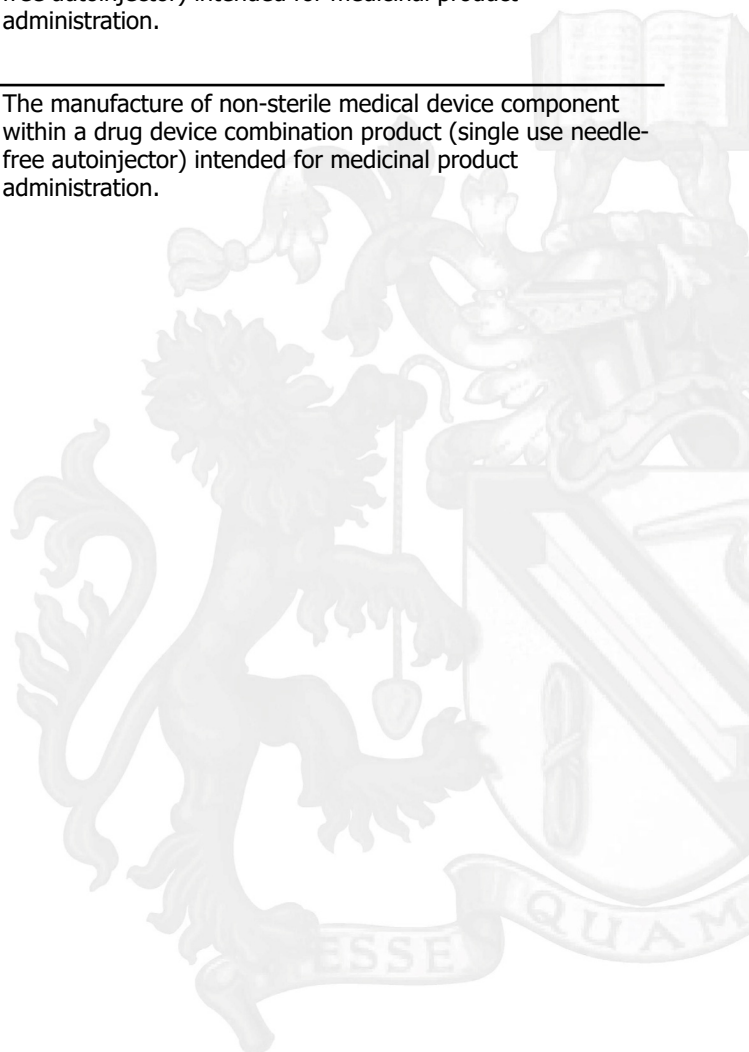 free autoinjector) intended for medicinal product
administration.
The manufacture of non-sterile medical device component
within a drug device combination product (single use needle-
free autoinjector) intended for medicinal product
administration.
ESSE QUAM